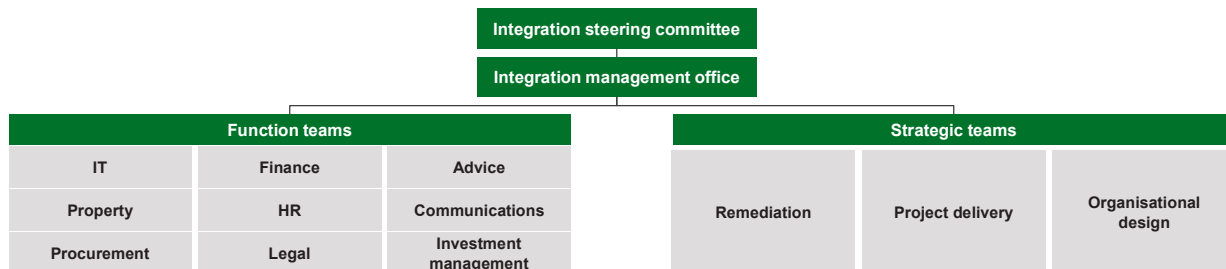 Integration steering committee
Integration management office
Function teams
Strategic teams
IT
Finance
Advice
Property
HR
Communications
Procurement
Legal
Investment
management
Remediation
Project delivery
Organisational
design